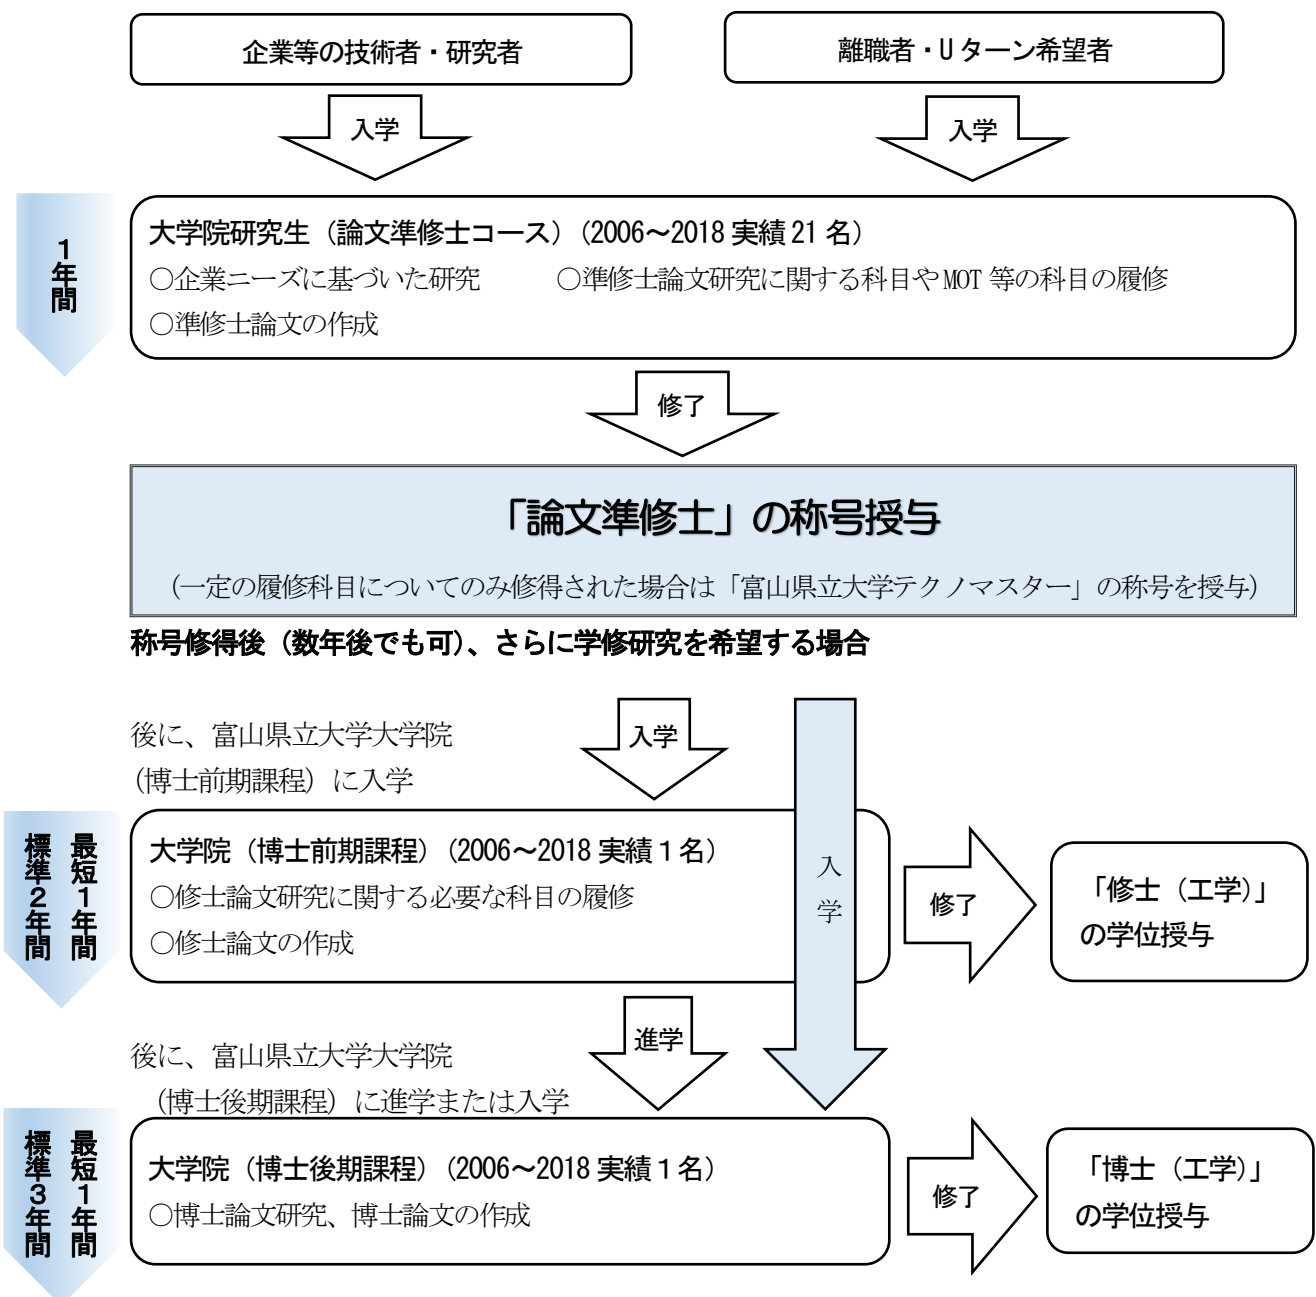 企業等の技術者・研究者
離職者・Uターン希望者
入学
入学
1年間
大学院研究生（論文準修士コース）（2006～2018 実績 21 名）
○企業ニーズに基づいた研究　○準修士論文研究に関する科目や MOT 等の科目の履修
○準修士論文の作成
修了
「論文準修士」の称号授与
（一定の履修科目についてのみ修得された場合は「富山県立大学テクノマスター」の称号を授与）
称号修得後（数年後でも可）、さらに学修研究を希望する場合
後に、富山県立大学大学院
（博士前期課程）に入学
入学
入学
最短1年間
標準2年間
大学院（博士前期課程）（2006～2018 実績 1 名）
○修士論文研究に関する必要な科目の履修
○修士論文の作成
修了
「修士（工学）」
の学位授与
後に、富山県立大学大学院
（博士後期課程）に進学または入学
進学
最短1年間
標準3年間
大学院（博士後期課程）（2006～2018 実績 1 名）
○博士論文研究、博士論文の作成
修了
「博士（工学）」
の学位授与